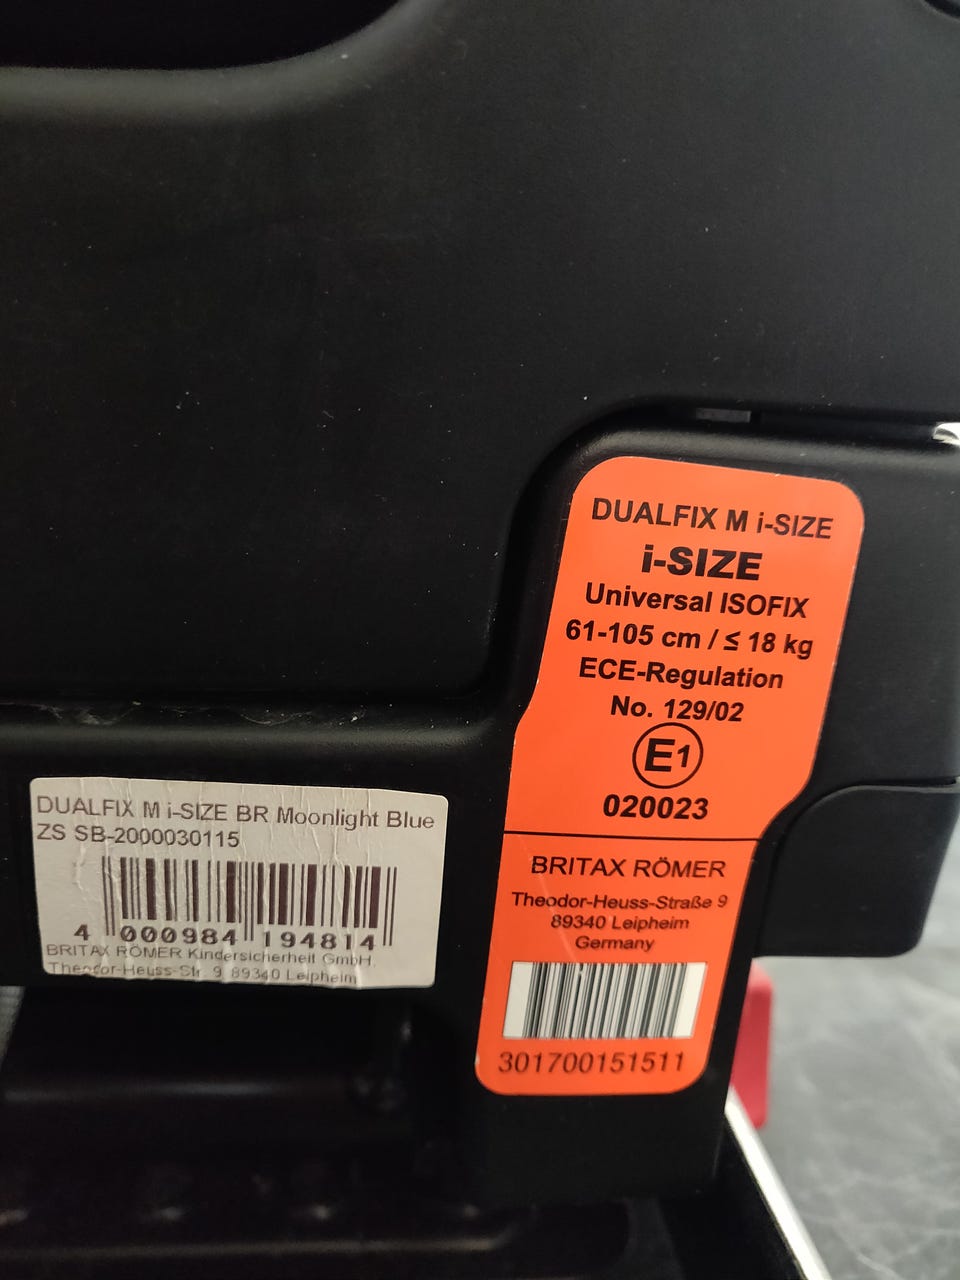 DUALFIX M i-SIZE
i-SIZE
Universal ISOFIX
61-105 cm / ≤ 18 kg
ECE-Regulation
No. 129/02
E1
020023
BRITAX RÖMER
Theodor-Heuss-Straße 9
89340 Leipheim
Germany
301700151511
DUALFIX M i-SIZE BR Moonlight Blue
ZS SB-2000030115
4 000984 194814
BRITAX RÖMER Kindersicherheit GmbH,
Theodor-Heuss-Str. 9, 89340 Leipheim